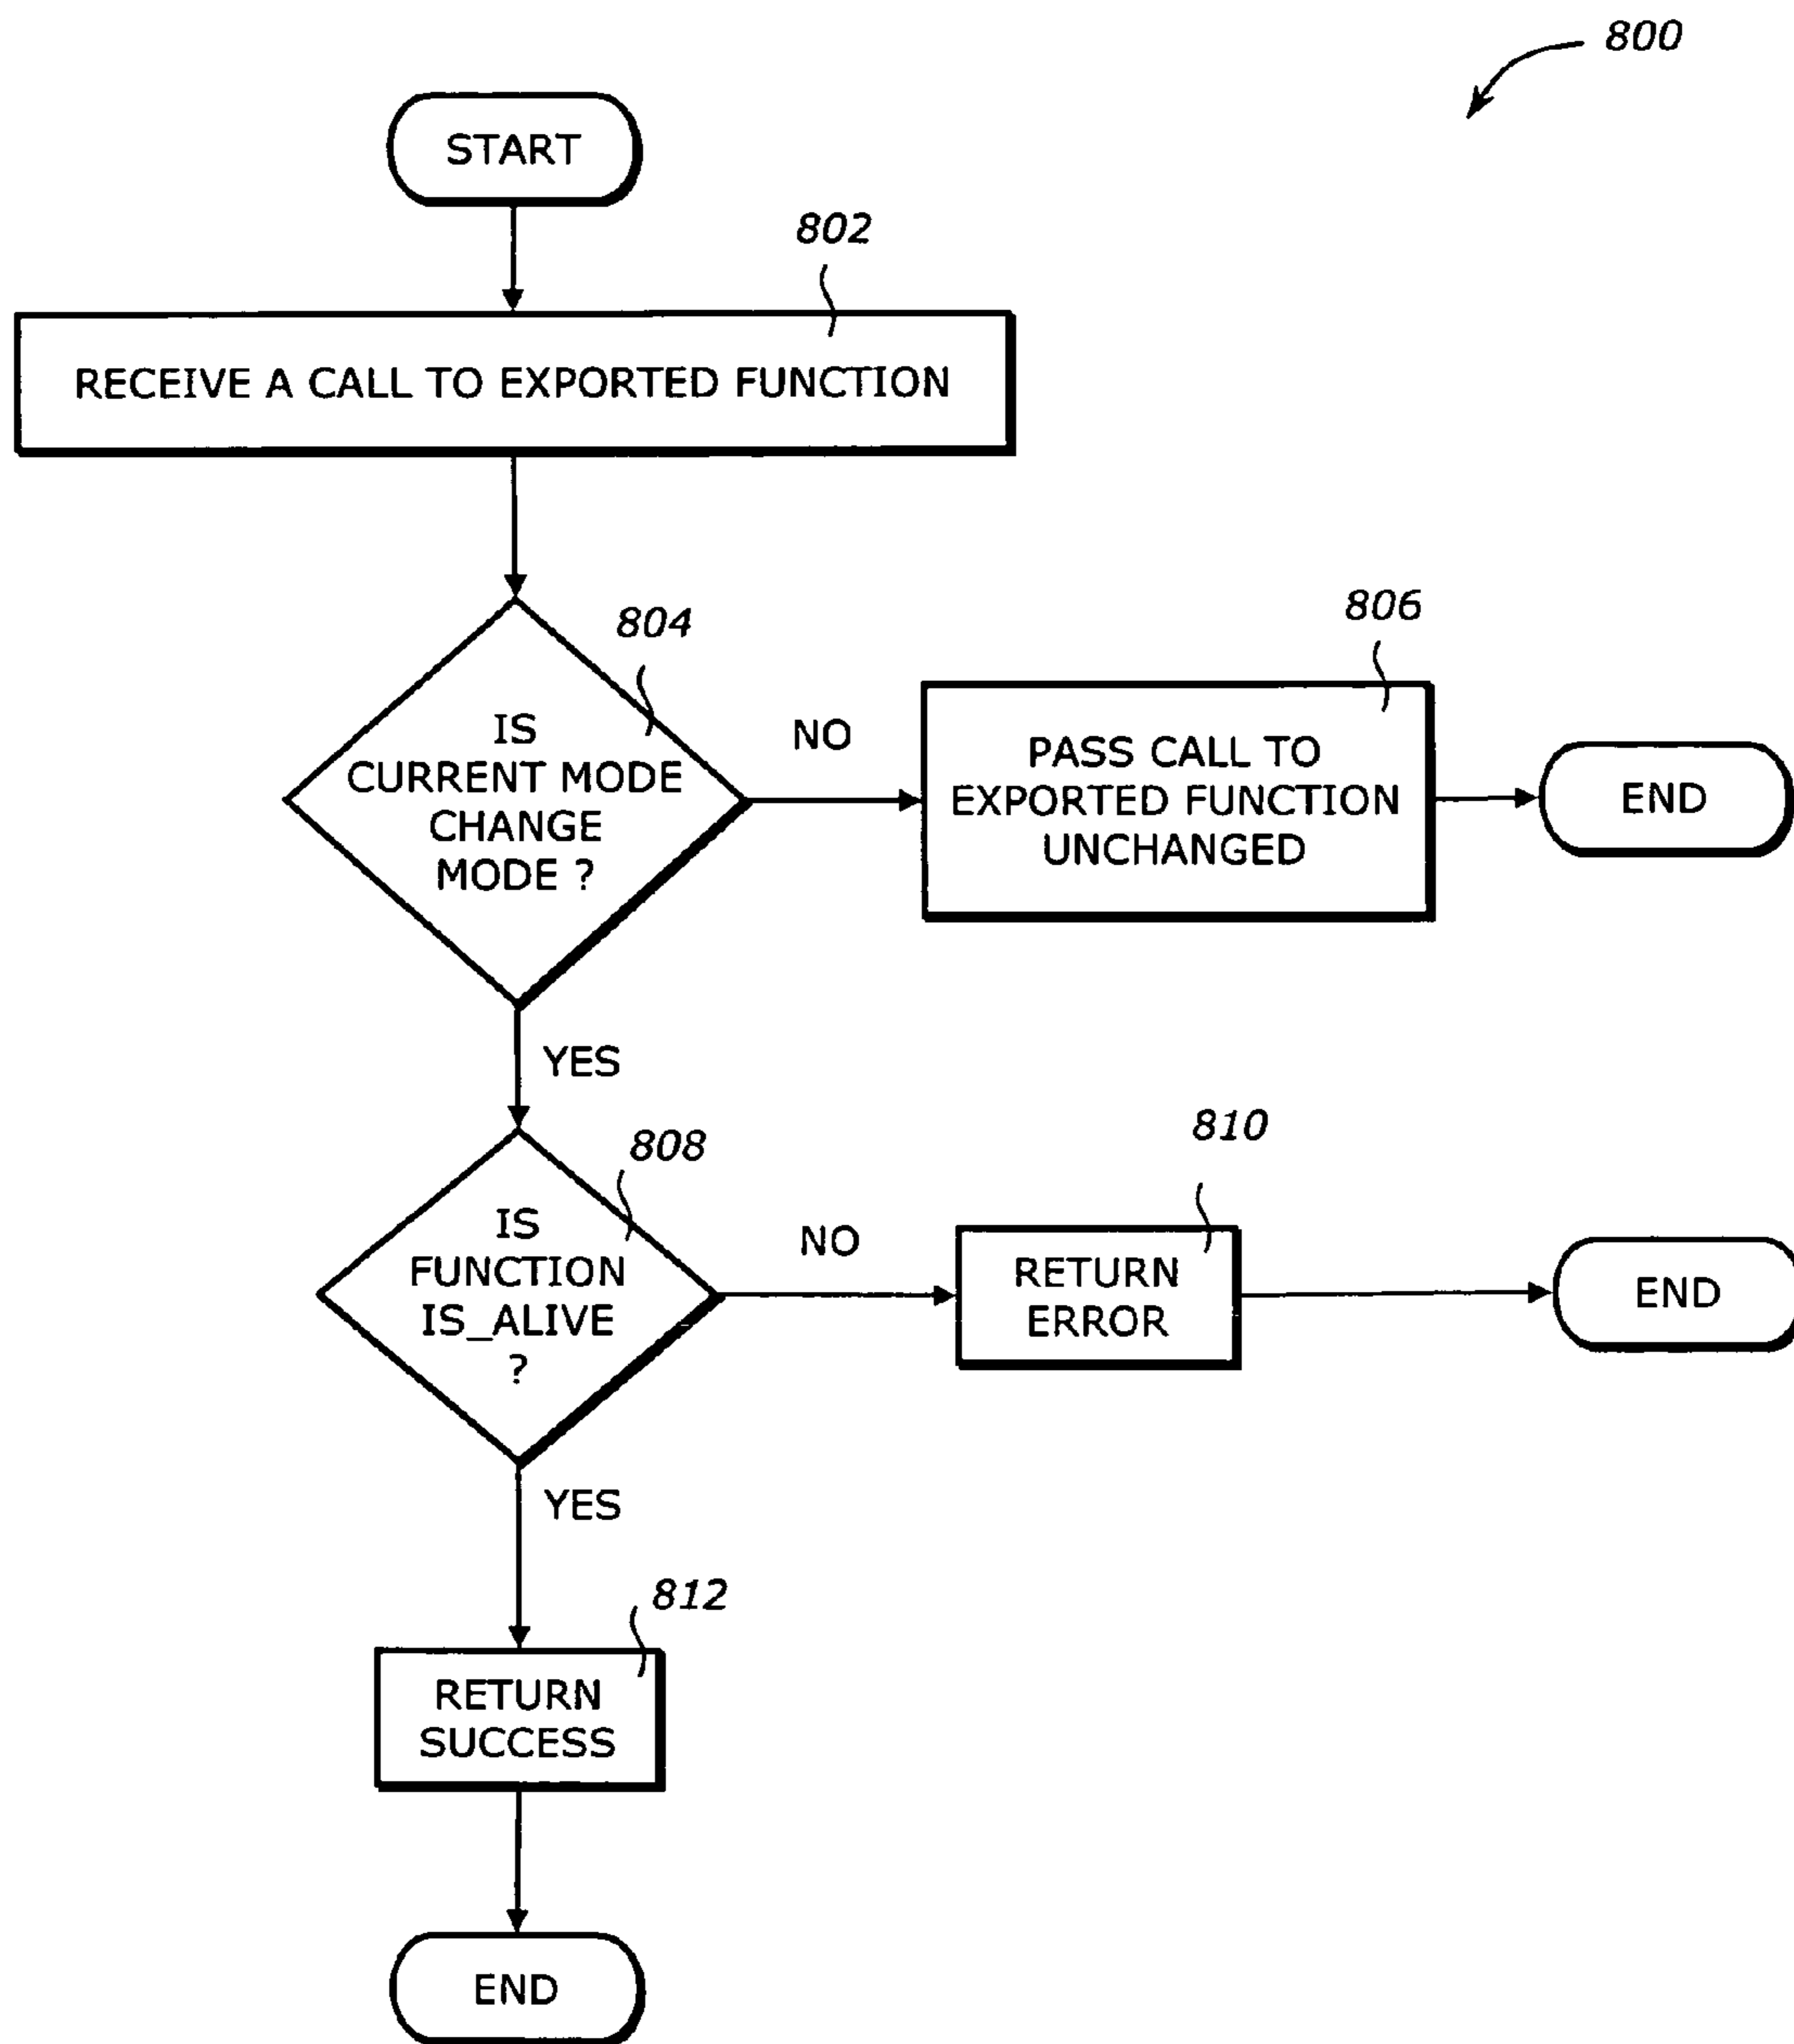 800
START
802
RECEIVE A CALL TO EXPORTED FUNCTION
804
IS
CURRENT MODE
CHANGE
MODE ?
NO
806
PASS CALL TO
EXPORTED FUNCTION
UNCHANGED
END
YES
808
IS
FUNCTION
IS_ALIVE
?
NO
810
RETURN
ERROR
END
YES
812
RETURN
SUCCESS
END